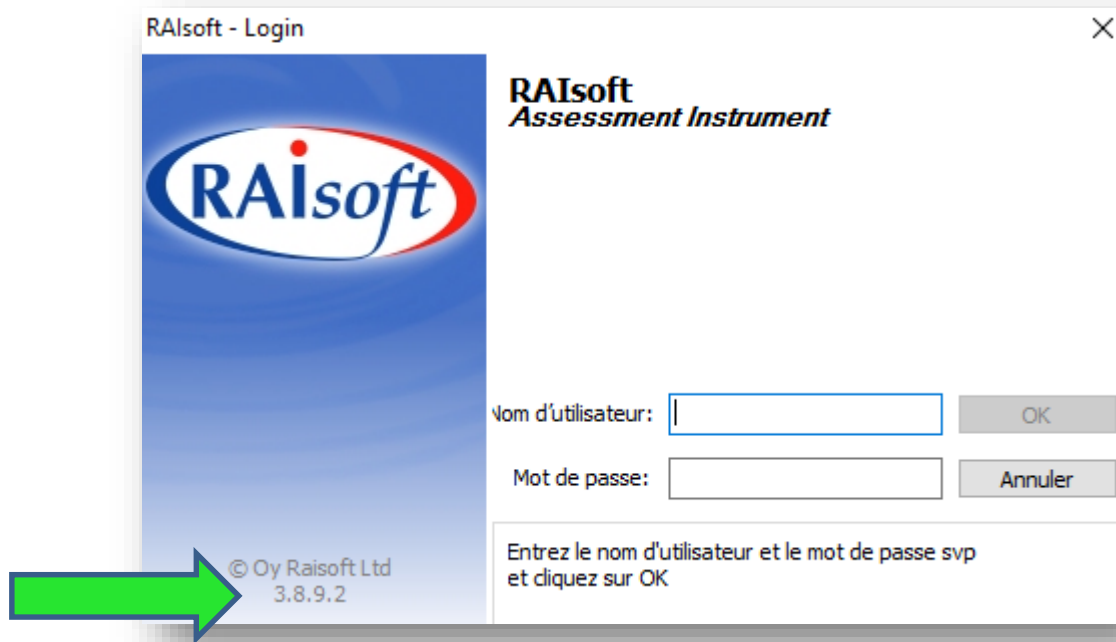 RAIsoft - Login
RAIsoft
RAIsoft
Assessment Instrument
Nom d'utilisateur:
OK
Mot de passe:
Annuler
© Oy Raisoft Ltd
3.8.9.2
Entrez le nom d'utilisateur et le mot de passe svp
et cliquez sur OK